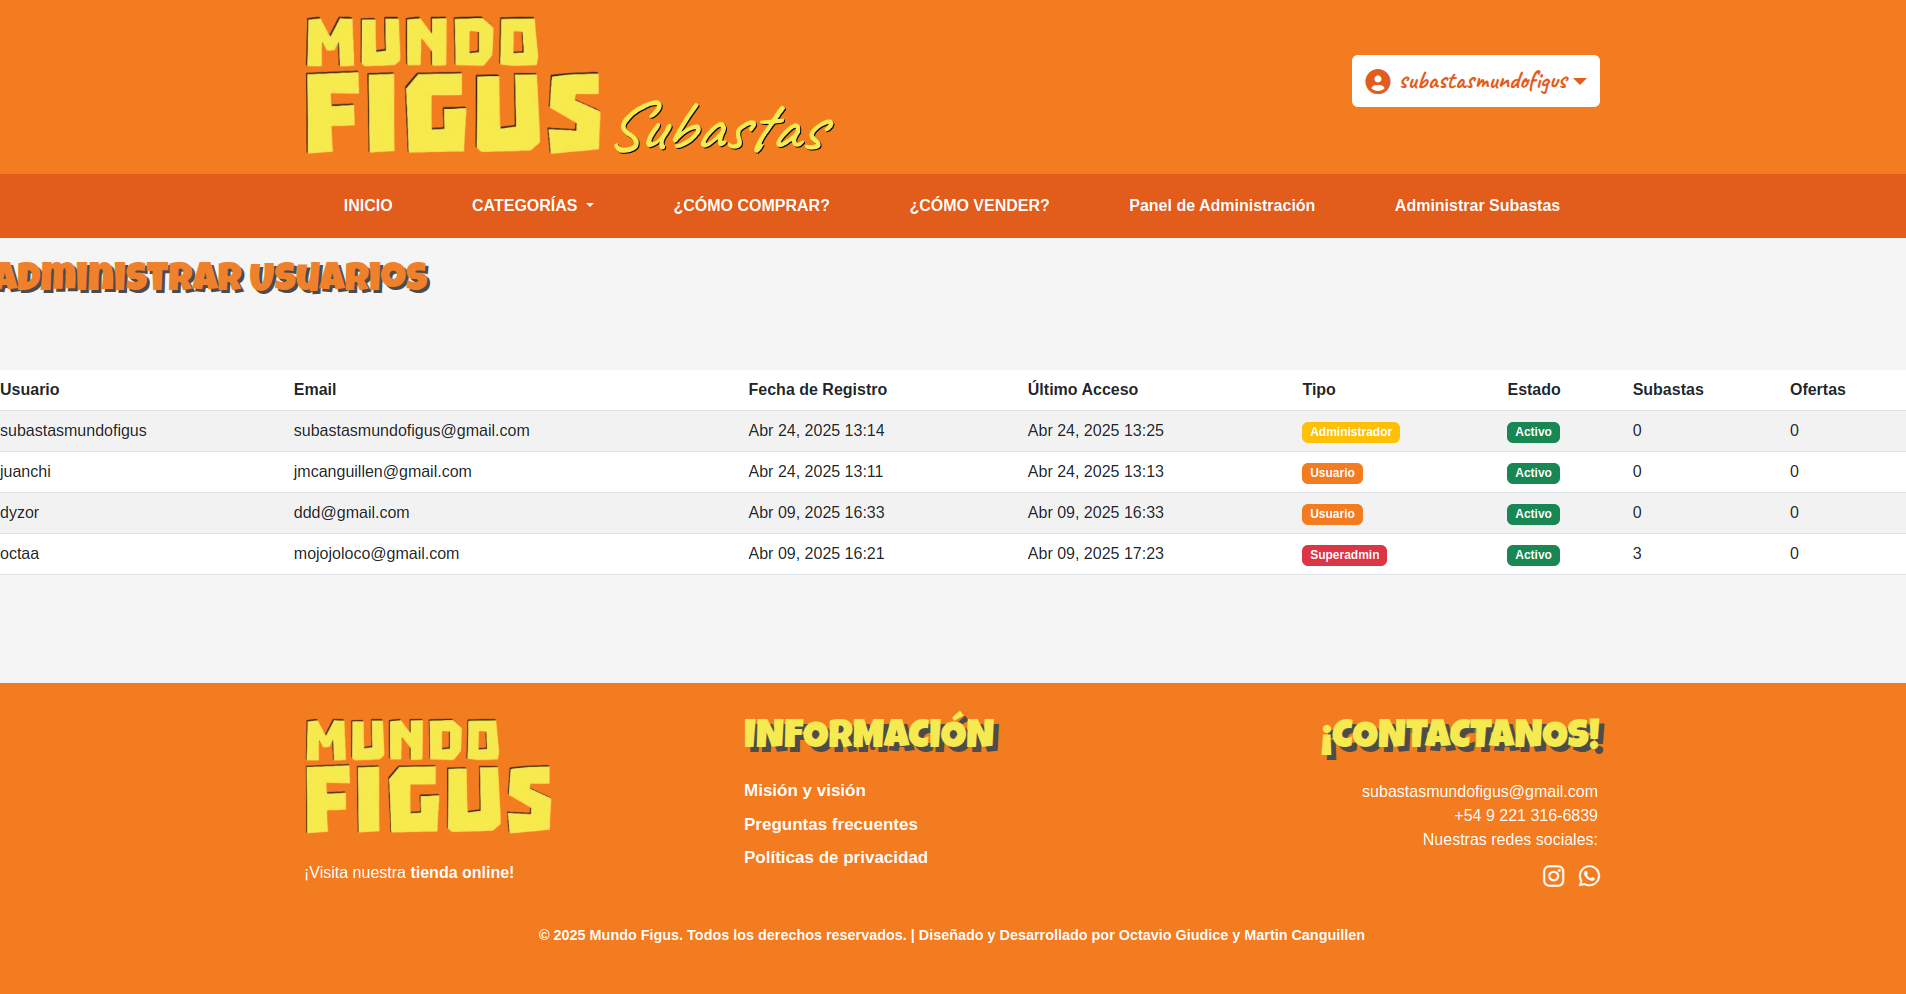 MUNDO
FIGUS Subastas
subastasmundofigus
INICIO CATEGORÍAS ¿CÓMO COMPRAR? ¿CÓMO VENDER? Panel de Administración Administrar Subastas
ADMINISTRAR USUARIOS
Usuario Email Fecha de Registro Último Acceso Tipo Estado Subastas Ofertas
subastasmundofigus subastasmundofigus@gmail.com Abr 24, 2025 13:14 Abr 24, 2025 13:25 Administrador Activo 0 0
juanchi jmcanguillen@gmail.com Abr 24, 2025 13:11 Abr 24, 2025 13:13 Usuario Activo 0 0
dyzor ddd@gmail.com Abr 09, 2025 16:33 Abr 09, 2025 16:33 Usuario Activo 0 0
octaa mojojoloco@gmail.com Abr 09, 2025 16:21 Abr 09, 2025 17:23 Superadmin Activo 3 0
MUNDO
FIGUS
¡Visita nuestra tienda online!
INFORMACIÓN
Misión y visión
Preguntas frecuentes
Políticas de privacidad
¡CONTACTANOS!
subastasmundofigus@gmail.com
+54 9 221 316-6839
Nuestras redes sociales:
© 2025 Mundo Figus. Todos los derechos reservados. | Diseñado y Desarrollado por Octavio Giudice y Martin Canguillen